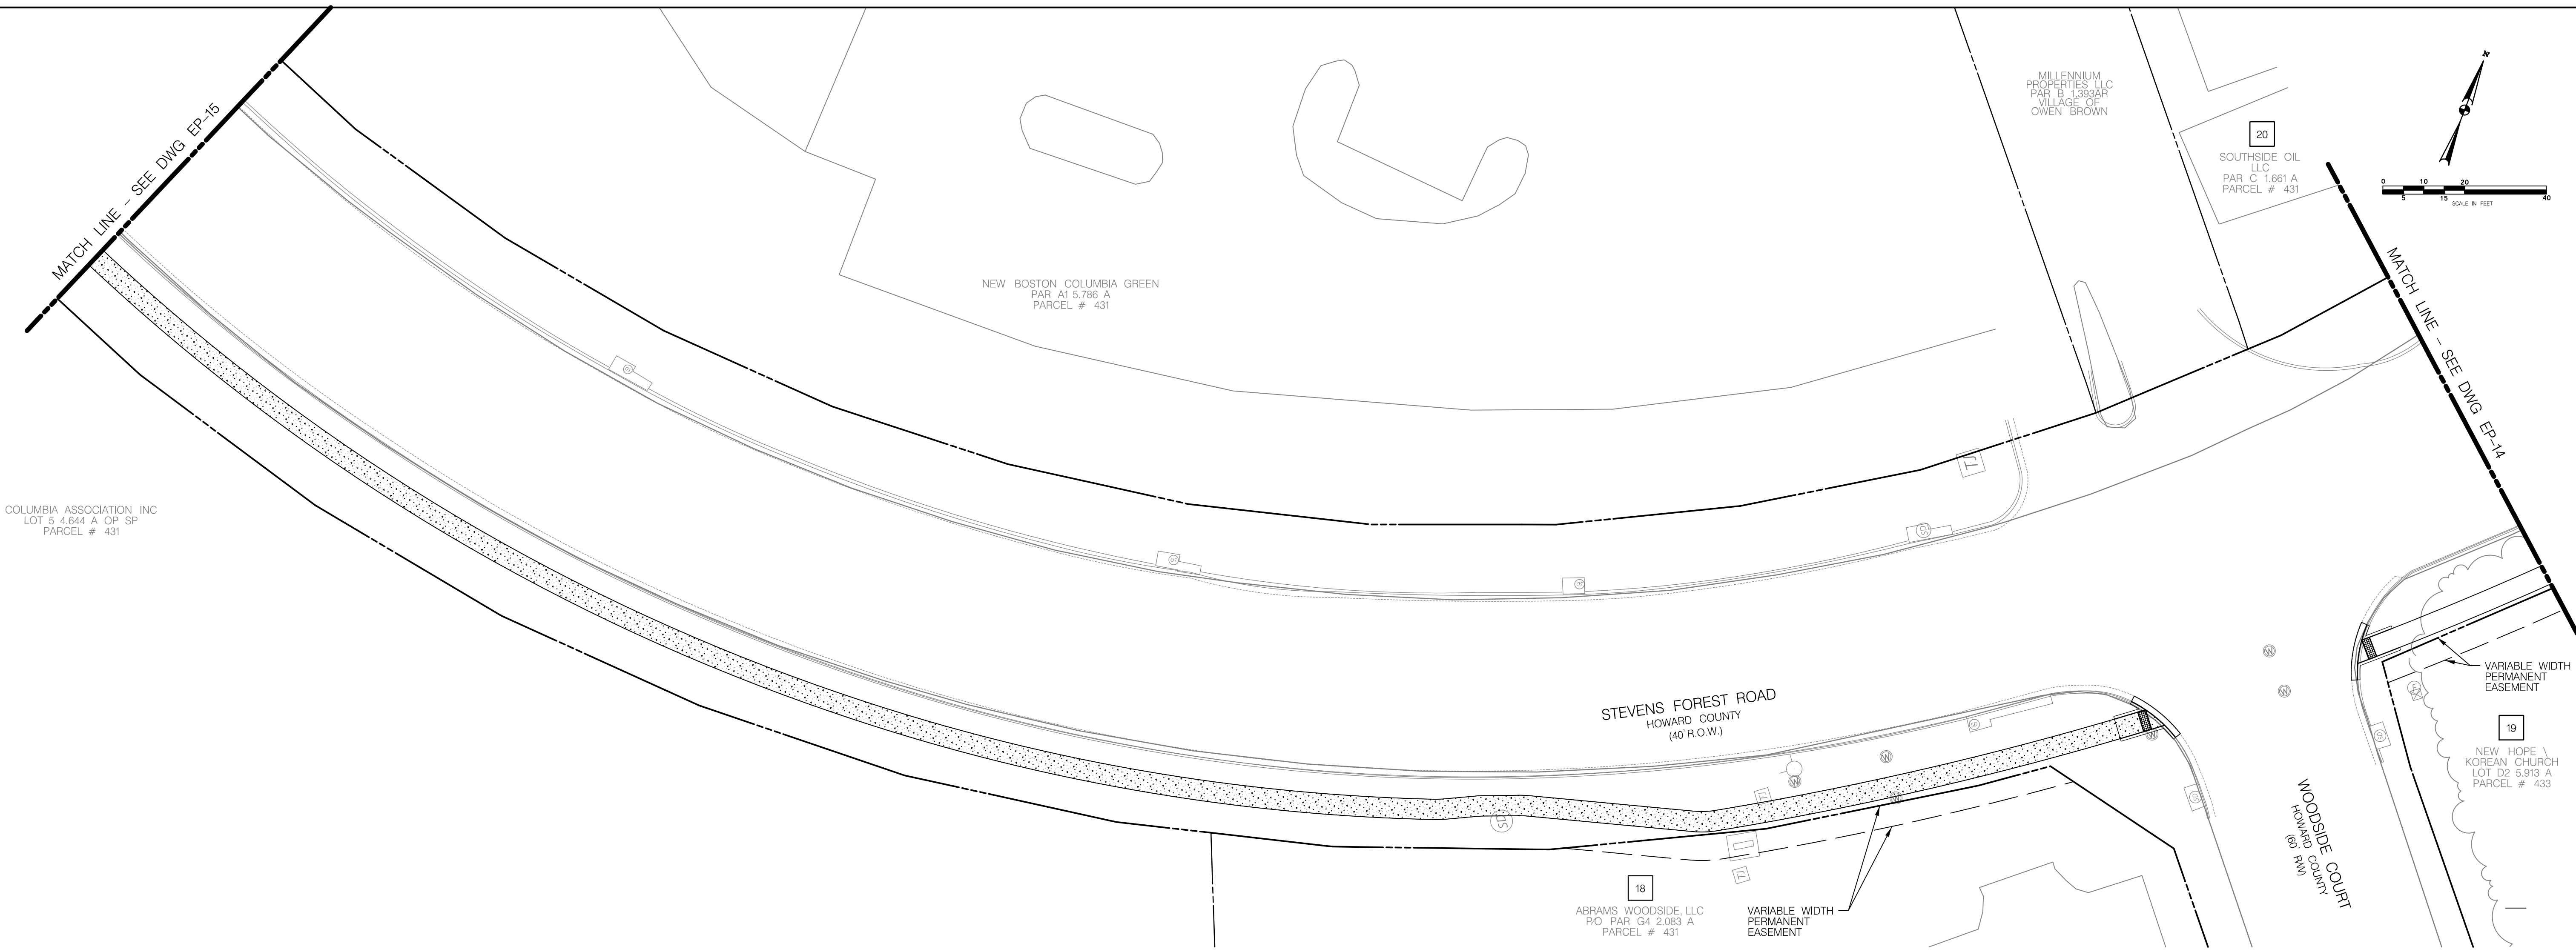 MATCH LINE - SEE DWG EP-15
COLUMBIA ASSOCIATION INC
LOT 5 4.644 A OP SP
PARCEL # 431
NEW BOSTON COLUMBIA GREEN
PAR A1 5.786 A
PARCEL # 431
MILLENNIUM
PROPERTIES LLC
PAR B 1.393AR
VILLAGE OF
OWEN BROWN
20
SOUTHSIDE OIL
LLC
PAR C 1.661 A
PARCEL # 431
N
0 10 20
5 15 40
SCALE IN FEET
MATCH LINE - SEE DWG EP-14
S
S
S
SD
TJ
STEVENS FOREST ROAD
HOWARD COUNTY
(40' R.O.W.)
W
W
W
W
W
W
S
TJ
SD
TJ
18
ABRAMS WOODSIDE, LLC
P/O PAR G4 2.083 A
PARCEL # 431
VARIABLE WIDTH
PERMANENT
EASEMENT
VARIABLE WIDTH
PERMANENT
EASEMENT
19
NEW HOPE \
KOREAN CHURCH
LOT D2 5.913 A
PARCEL # 433
WOODSIDE COURT
HOWARD COUNTY
(60' R/W)